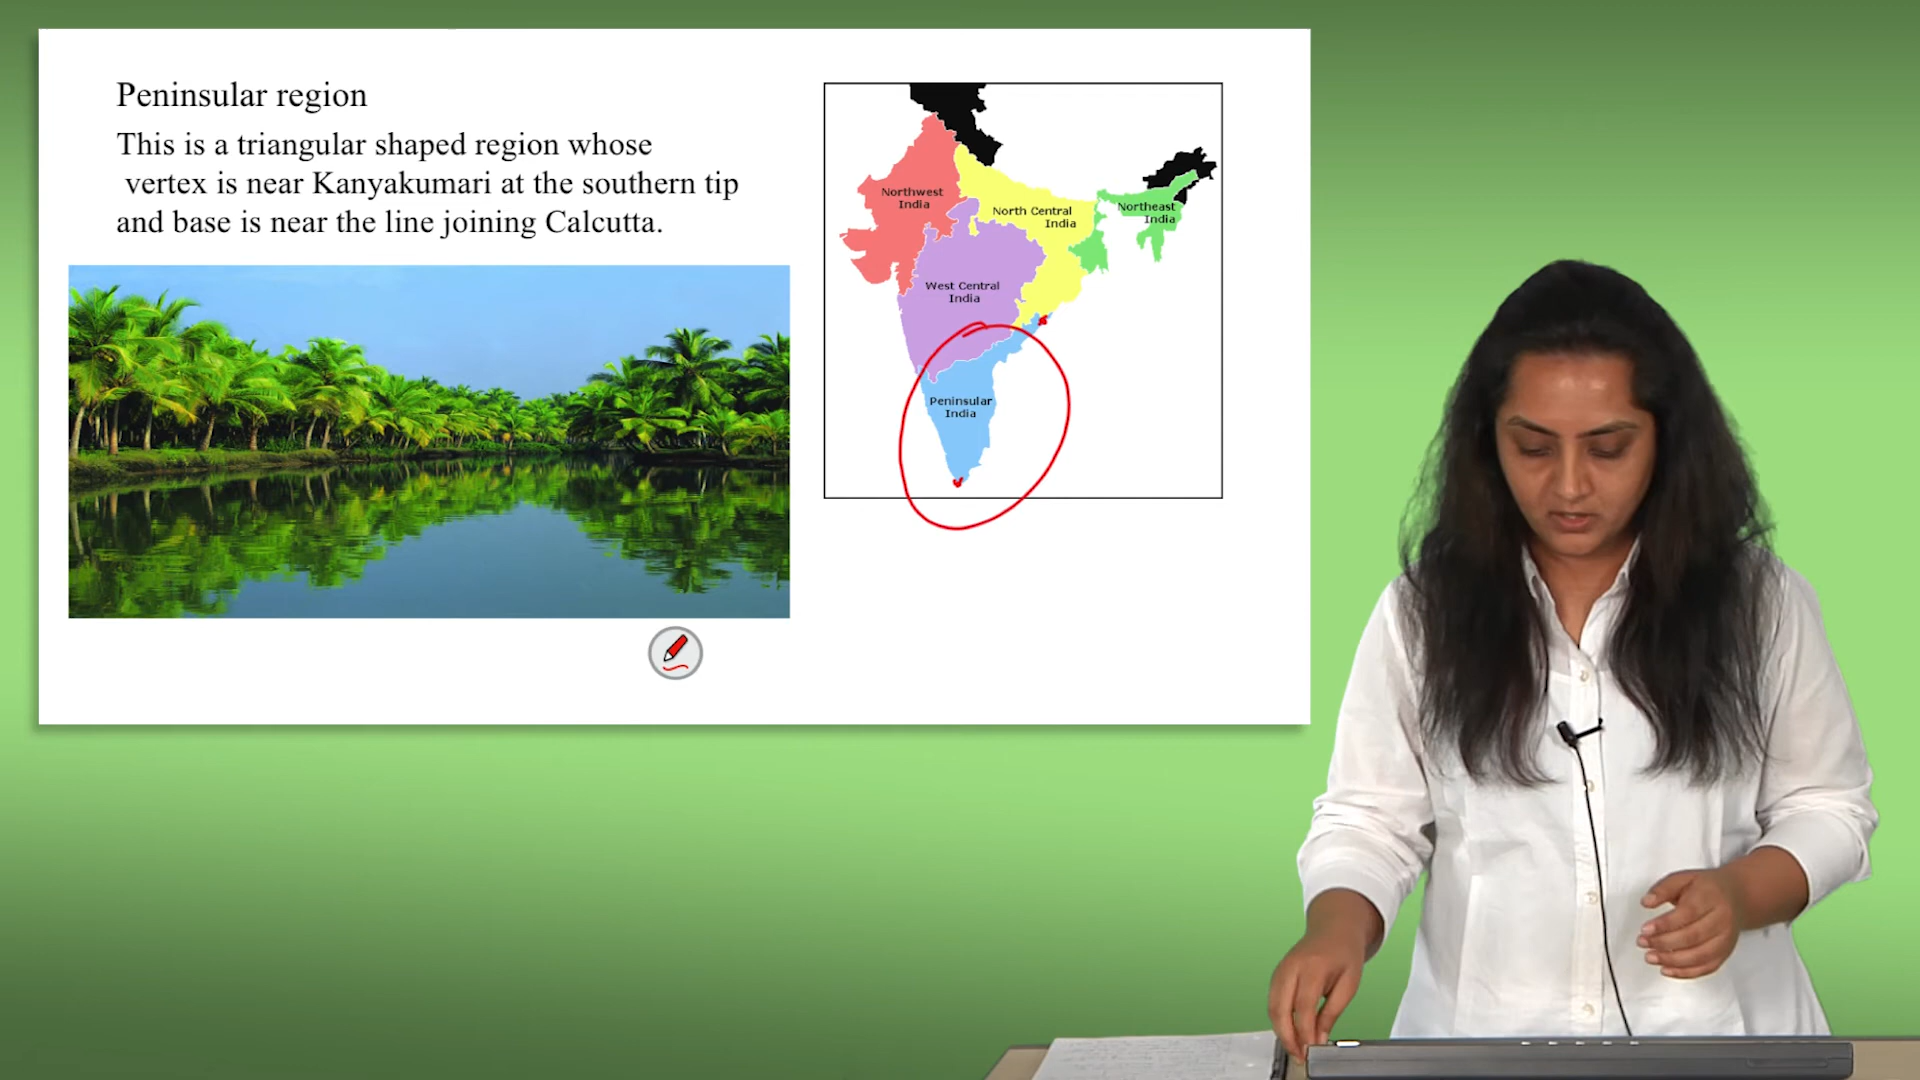 Peninsular region
This is a triangular shaped region whose
vertex is near Kanyakumari at the southern tip
and base is near the line joining Calcutta.
Northwest
India
North Central
India
Northeast
India
West Central
India
Peninsular
India